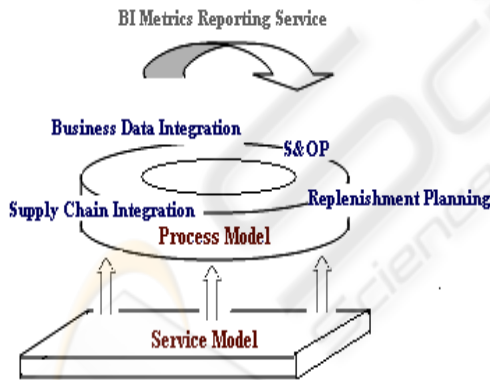 BI Metrics Reporting Service
Business Data Integration
S&OP
Supply Chain Integration
Replenishment Planning
Process Model
Service Model